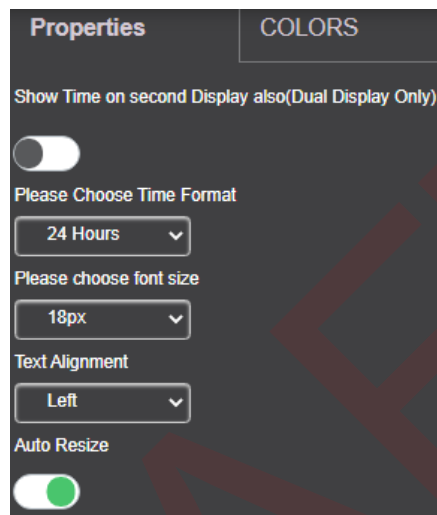 Properties COLORS
Show Time on second Display also(Dual Display Only)
Please Choose Time Format
24 Hours
Please choose font size
18px
Text Alignment
Left
Auto Resize